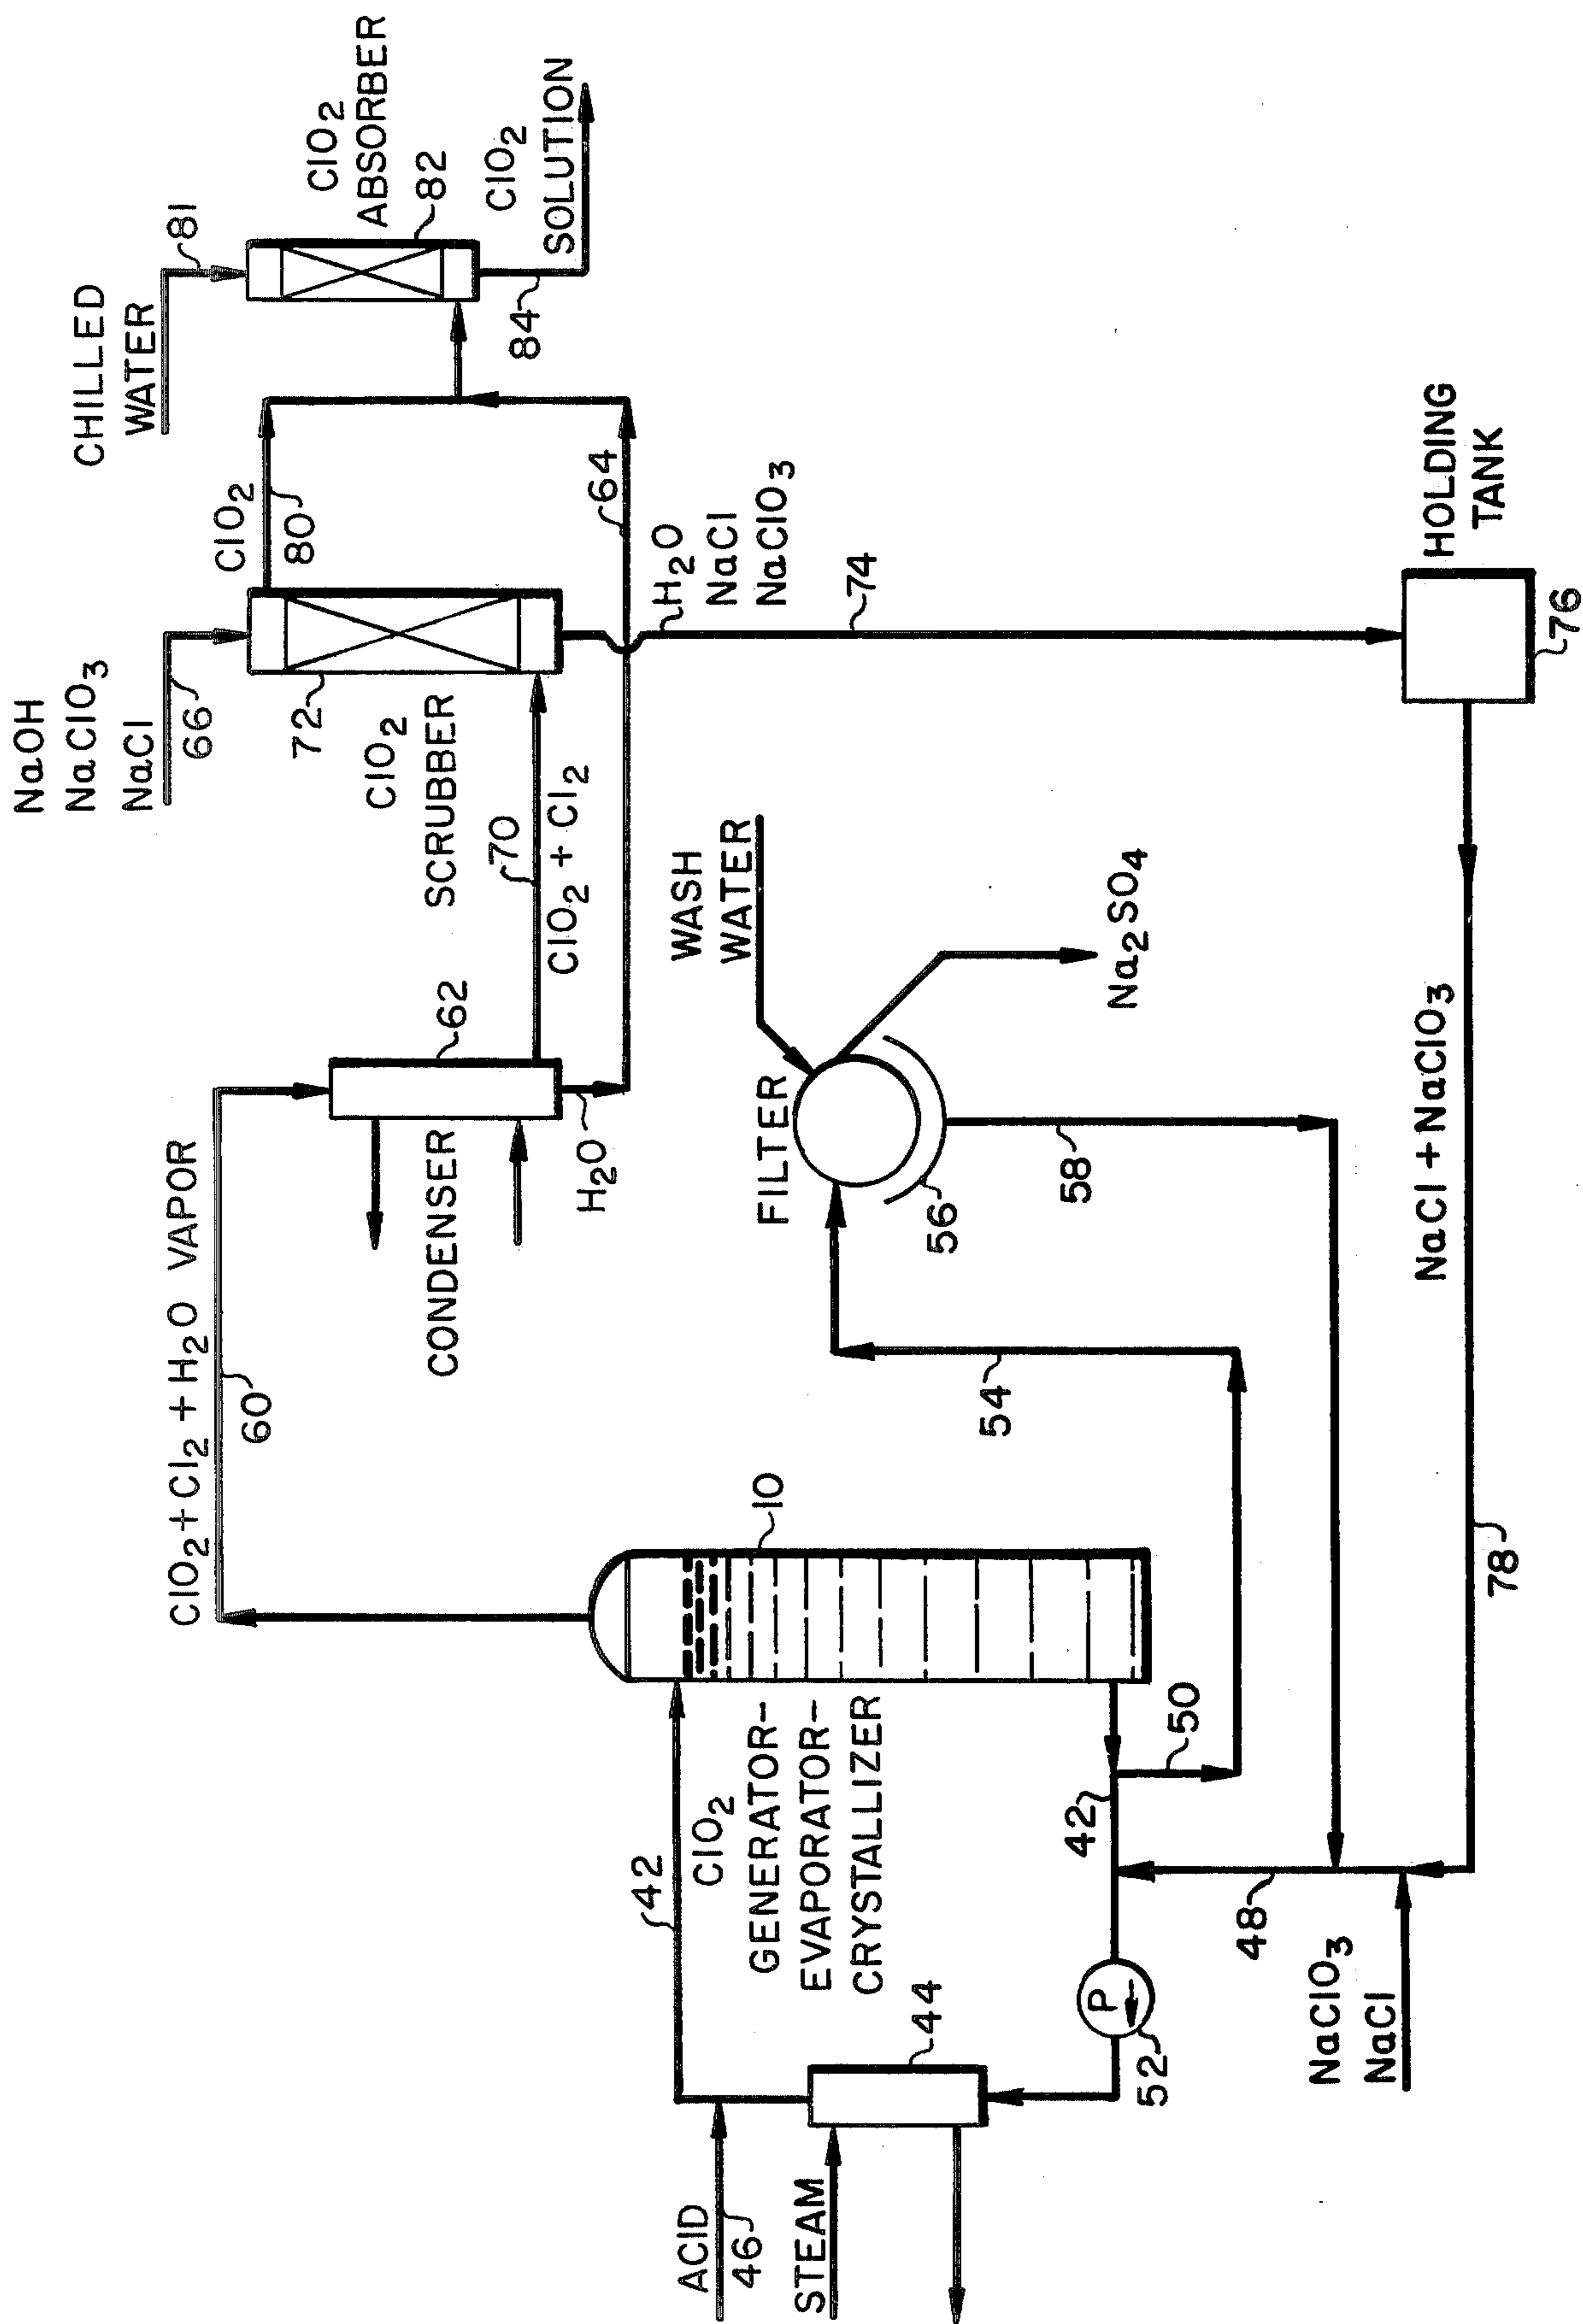 NaOH
NaClO3
NaCl
66
CHILLED
WATER
81
ClO2 + Cl2 + H2O VAPOR
60
CONDENSER
62
H2O
72
ClO2
SCRUBBER
70
ClO2 + Cl2
ClO2
80
64
H2O
NaCl
NaClO3
74
ClO2
ABSORBER
82
ClO2
SOLUTION
84
ACID
46
STEAM
44
42
ClO2
GENERATOR-
EVAPORATOR-
CRYSTALLIZER
10
42
50
P
52
48
NaClO3
NaCl
54
FILTER
56
58
WASH
WATER
Na2SO4
NaCl + NaClO3
78
HOLDING
TANK
76